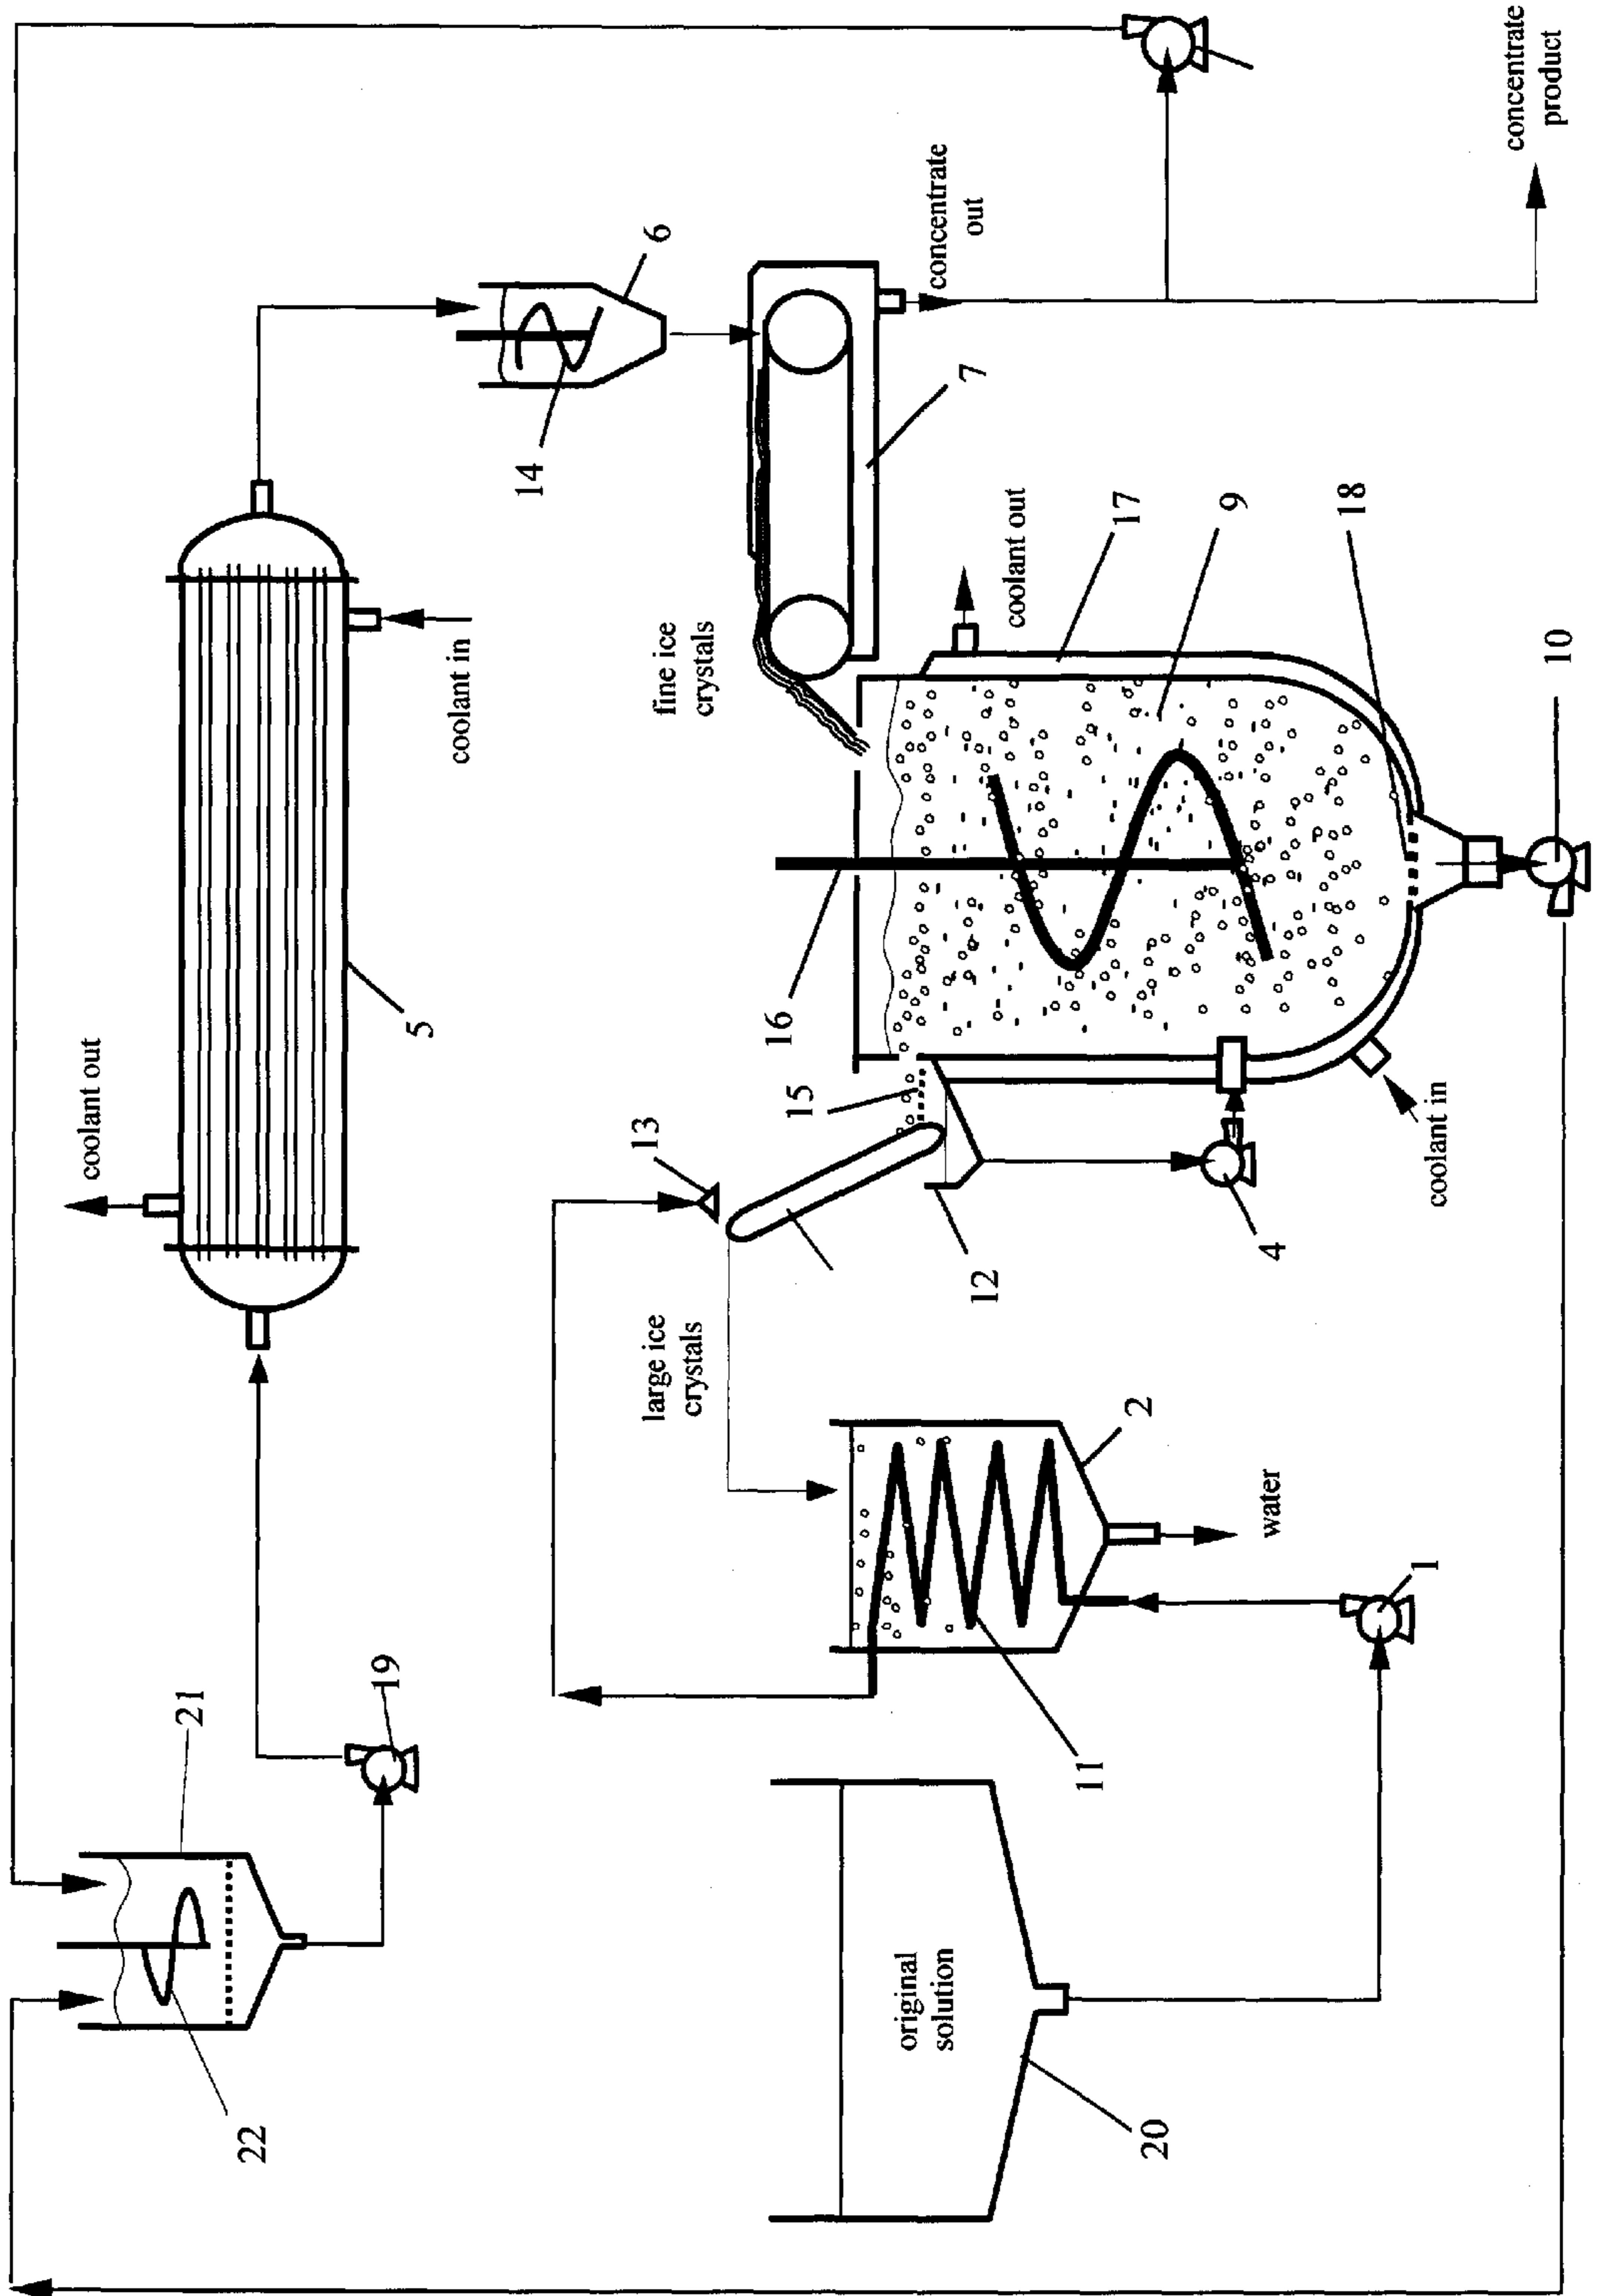 21
22
19
coolant out
5
coolant in
14
6
fine ice
crystals
7
concentrate
out
concentrate
product
13
large ice
crystals
15
16
12
4
coolant out
17
9
18
10
coolant in
original
solution
20
11
2
water
1